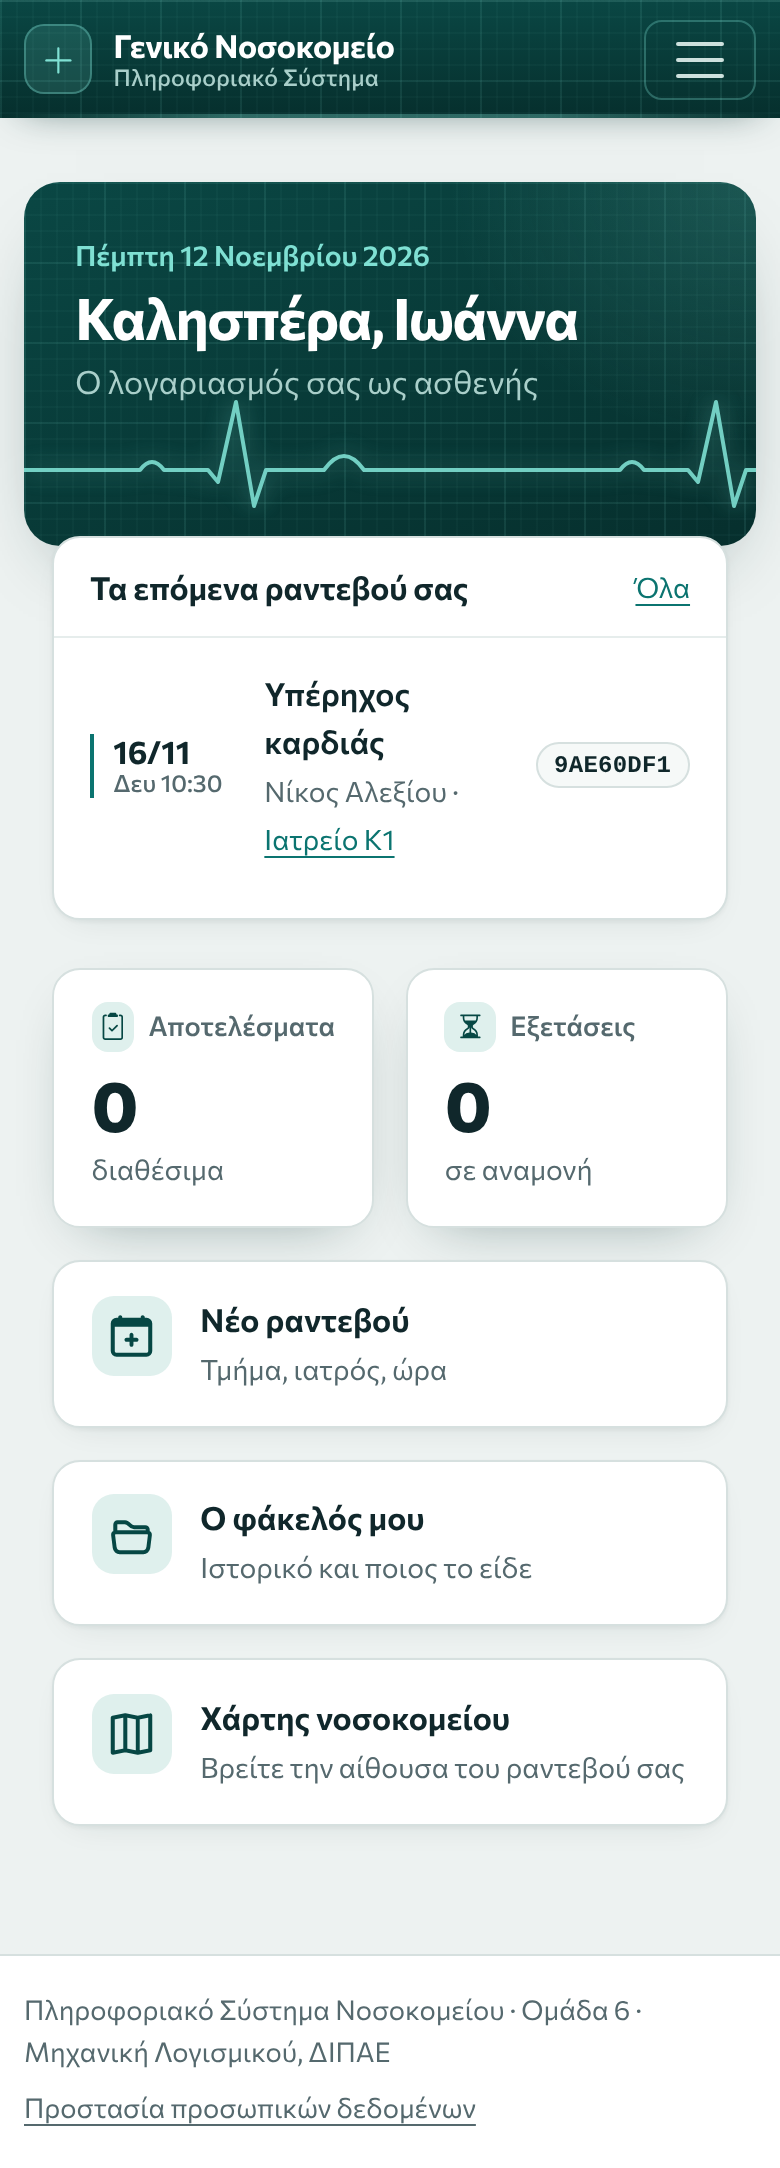 Γενικό Νοσοκομείο
Πληροφοριακό Σύστημα
Πέμπτη 12 Νοεμβρίου 2026
Καλησπέρα, Ιωάννα
Ο λογαριασμός σας ως ασθενής
Τα επόμενα ραντεβού σας
Όλα
16/11
Δευ 10:30
Υπέρηχος
καρδιάς
Νίκος Αλεξίου ·
Ιατρείο Κ1
9AE60DF1
Αποτελέσματα
0
διαθέσιμα
Εξετάσεις
0
σε αναμονή
Νέο ραντεβού
Τμήμα, ιατρός, ώρα
Ο φάκελός μου
Ιστορικό και ποιος το είδε
Χάρτης νοσοκομείου
Βρείτε την αίθουσα του ραντεβού σας
Πληροφοριακό Σύστημα Νοσοκομείου · Ομάδα 6 ·
Μηχανική Λογισμικού, ΔΙΠΑΕ
Προστασία προσωπικών δεδομένων